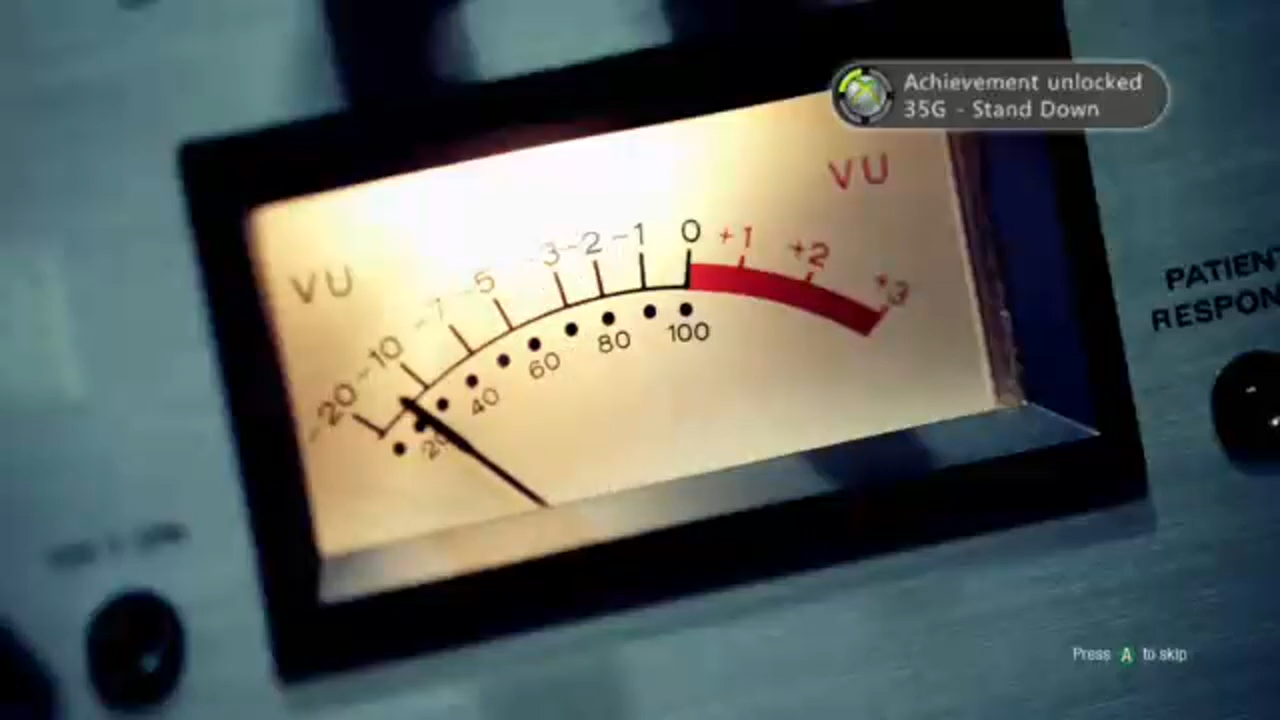 Achievement unlocked
35G - Stand Down
VU
VU
-20 -10 -7 -5 -3 -2 -1 0 +1 +2 +3
20 40 60 80 100
PATIEN
RESPON
Press A to skip